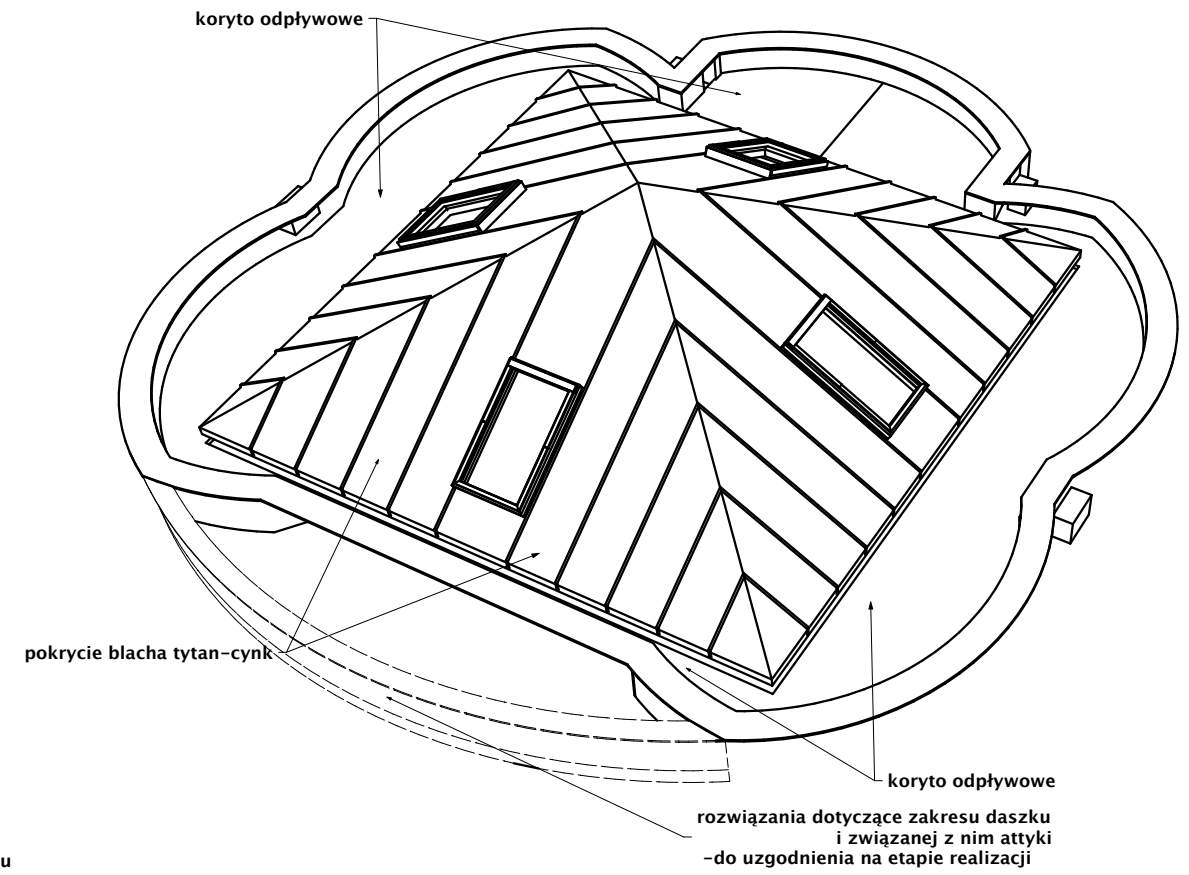 koryto odpływowe
pokrycie blacha tytan-cynk
koryto odpływowe
rozwiązania dotyczące zakresu daszku
i związanej z nim attyki
-do uzgodnienia na etapie realizacji
u